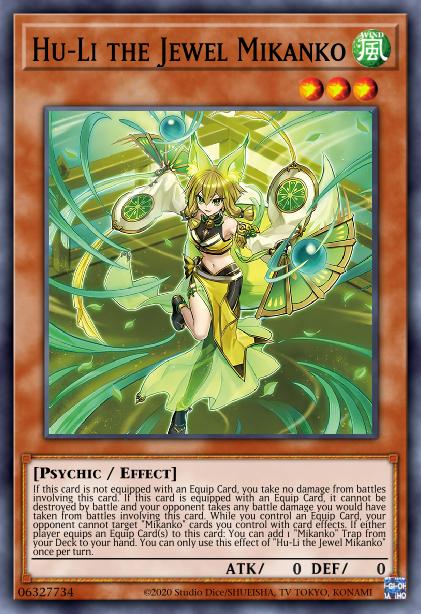 Hu-Li the Jewel Mikanko
WIND
風
[Psychic / Effect]
If this card is not equipped with an Equip Card, you take no damage from battles
involving this card. If this card is equipped with an Equip Card, it cannot be
destroyed by battle and your opponent takes any battle damage you would have
taken from battles involving this card. While you control an Equip Card, your
opponent cannot target "Mikanko" cards you control with card effects. If either
player equips an Equip Card(s) to this card: You can add 1 "Mikanko" Trap from
your Deck to your hand. You can only use this effect of "Hu-Li the Jewel Mikanko"
once per turn.
ATK/ 0 DEF/ 0
06327734 ©2020 Studio Dice/SHUEISHA, TV TOKYO, KONAMI